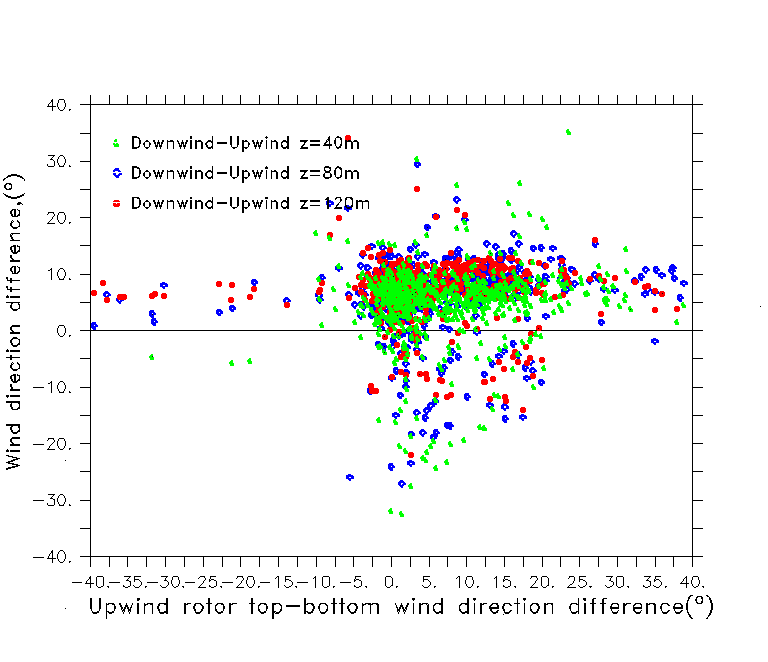 40.
30.
20.
10.
0.
-10.
-20.
-30.
-40.
Wind direction difference,(°)
Downwind-Upwind z=40m
Downwind-Upwind z=80m
Downwind-Upwind z=120m
-40. -35. -30. -25. -20. -15. -10. -5. 0. 5. 10. 15. 20. 25. 30. 35. 40.
Upwind rotor top-bottom wind direction difference(°)